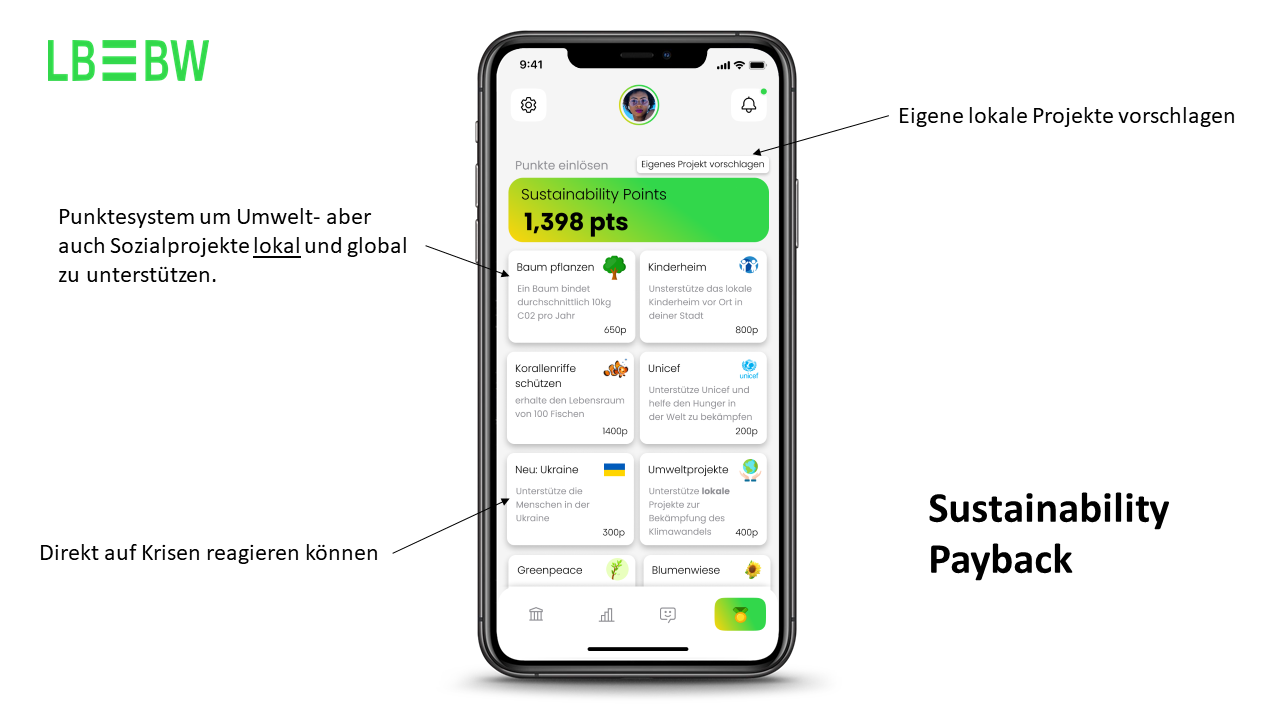 LBBW
Eigene lokale Projekte vorschlagen
Punktesystem um Umwelt- aber
auch Sozialprojekte lokal und global
zu unterstützen.
Direkt auf Krisen reagieren können
Sustainability
Payback
9:41
Punkte einlösen
Eigenes Projekt vorschlagen
Sustainability Points
1,398 pts
Baum pflanzen
Ein Baum bindet
durchschnittlich 10kg
C02 pro Jahr
650p
Kinderheim
Unsterstütze das lokale
Kinderheim vor Ort in
deiner Stadt
800p
Korallenriffe
schützen
erhalte den Lebensraum
von 100 Fischen
1400p
Unicef
unicef
Unterstütze Unicef und
helfe den Hunger in
der Welt zu bekämpfen
200p
Neu: Ukraine
Unterstütze die
Menschen in der
Ukraine
300p
Umweltprojekte
Unterstütze lokale
Projekte zur
Bekämpfung des
Klimawandels
400p
Greenpeace
Blumenwiese